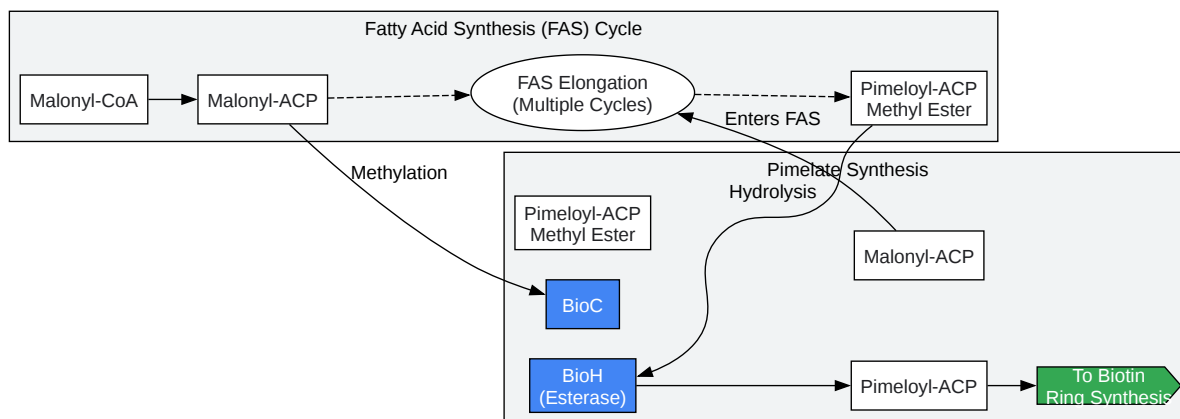 Fatty Acid Synthesis (FAS) Cycle
Malonyl-CoA
Malonyl-ACP
FAS Elongation
(Multiple Cycles)
Pimeloyl-ACP
Methyl Ester
Enters FAS
Methylation
Pimelate Synthesis
Hydrolysis
Pimeloyl-ACP
Methyl Ester
Malonyl-ACP
BioC
BioH
(Esterase)
Pimeloyl-ACP
To Biotin
Ring Synthesis